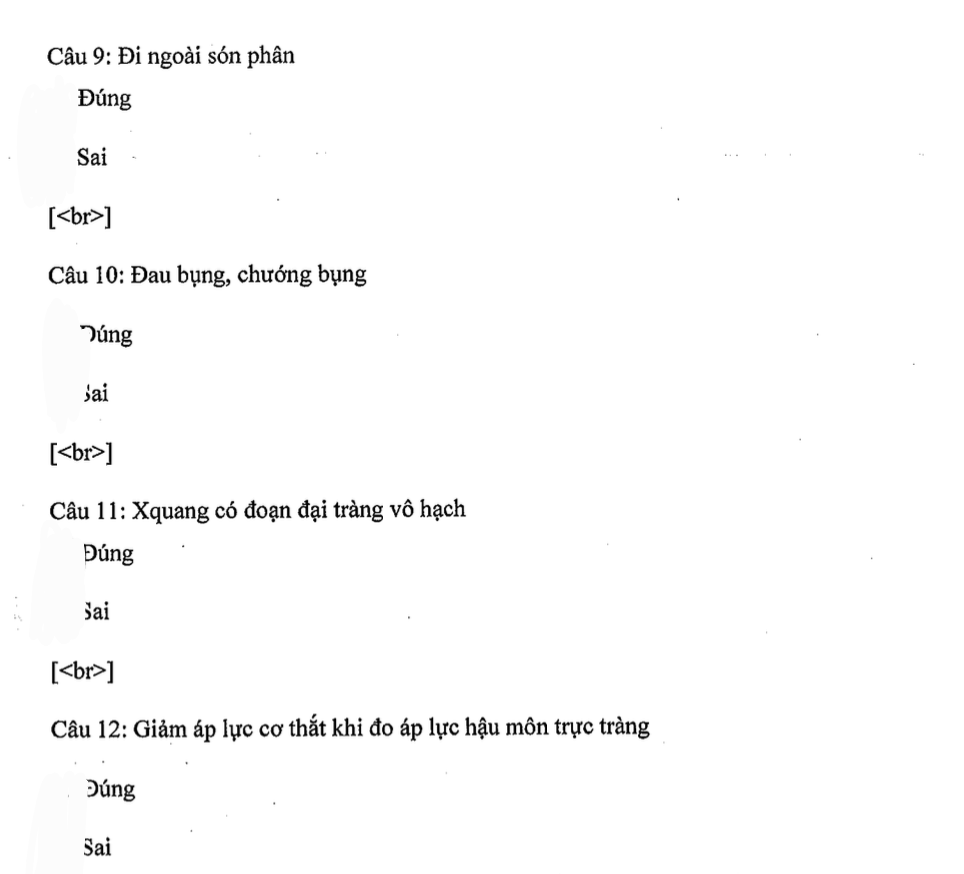 Câu 9: Đi ngoài són phân
Đúng
Sai
[<br>]
Câu 10: Đau bụng, chướng bụng
Đúng
Sai
[<br>]
Câu 11: Xquang có đoạn đại tràng vô hạch
Đúng
Sai
[<br>]
Câu 12: Giảm áp lực cơ thắt khi đo áp lực hậu môn trực tràng
Đúng
Sai